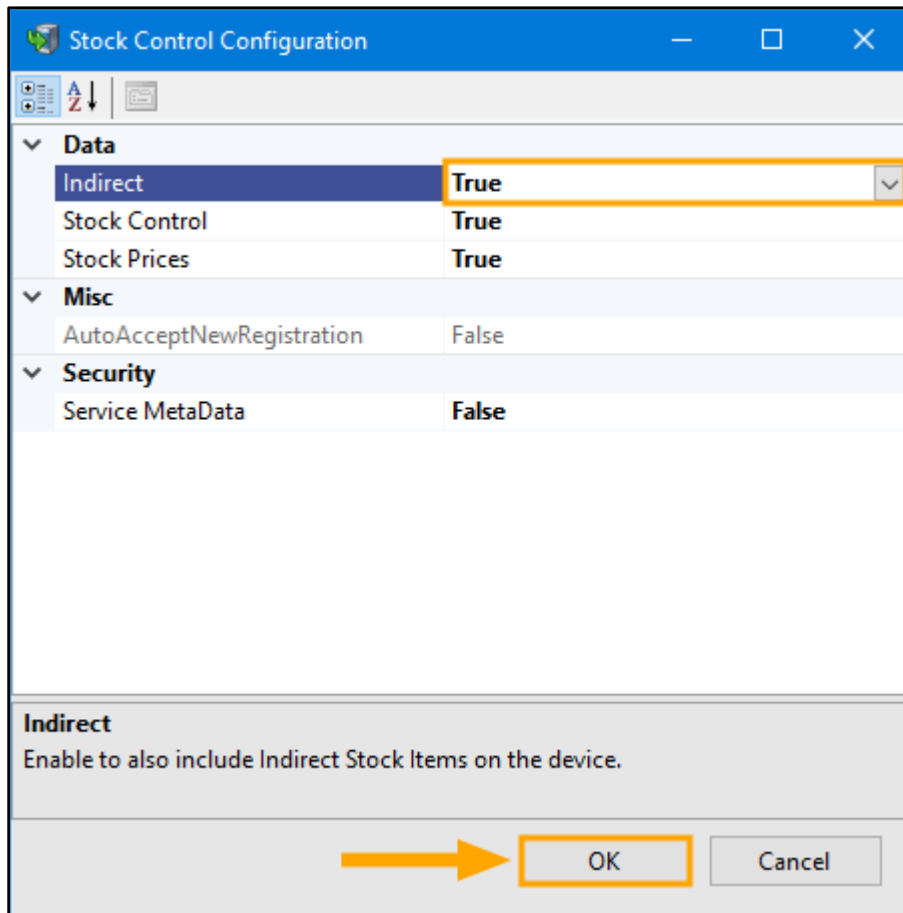 Stock Control Configuration
A
Z
Data
Indirect True
Stock Control True
Stock Prices True
Misc
AutoAcceptNewRegistration False
Security
Service MetaData False
Indirect
Enable to also include Indirect Stock Items on the device.
OK Cancel